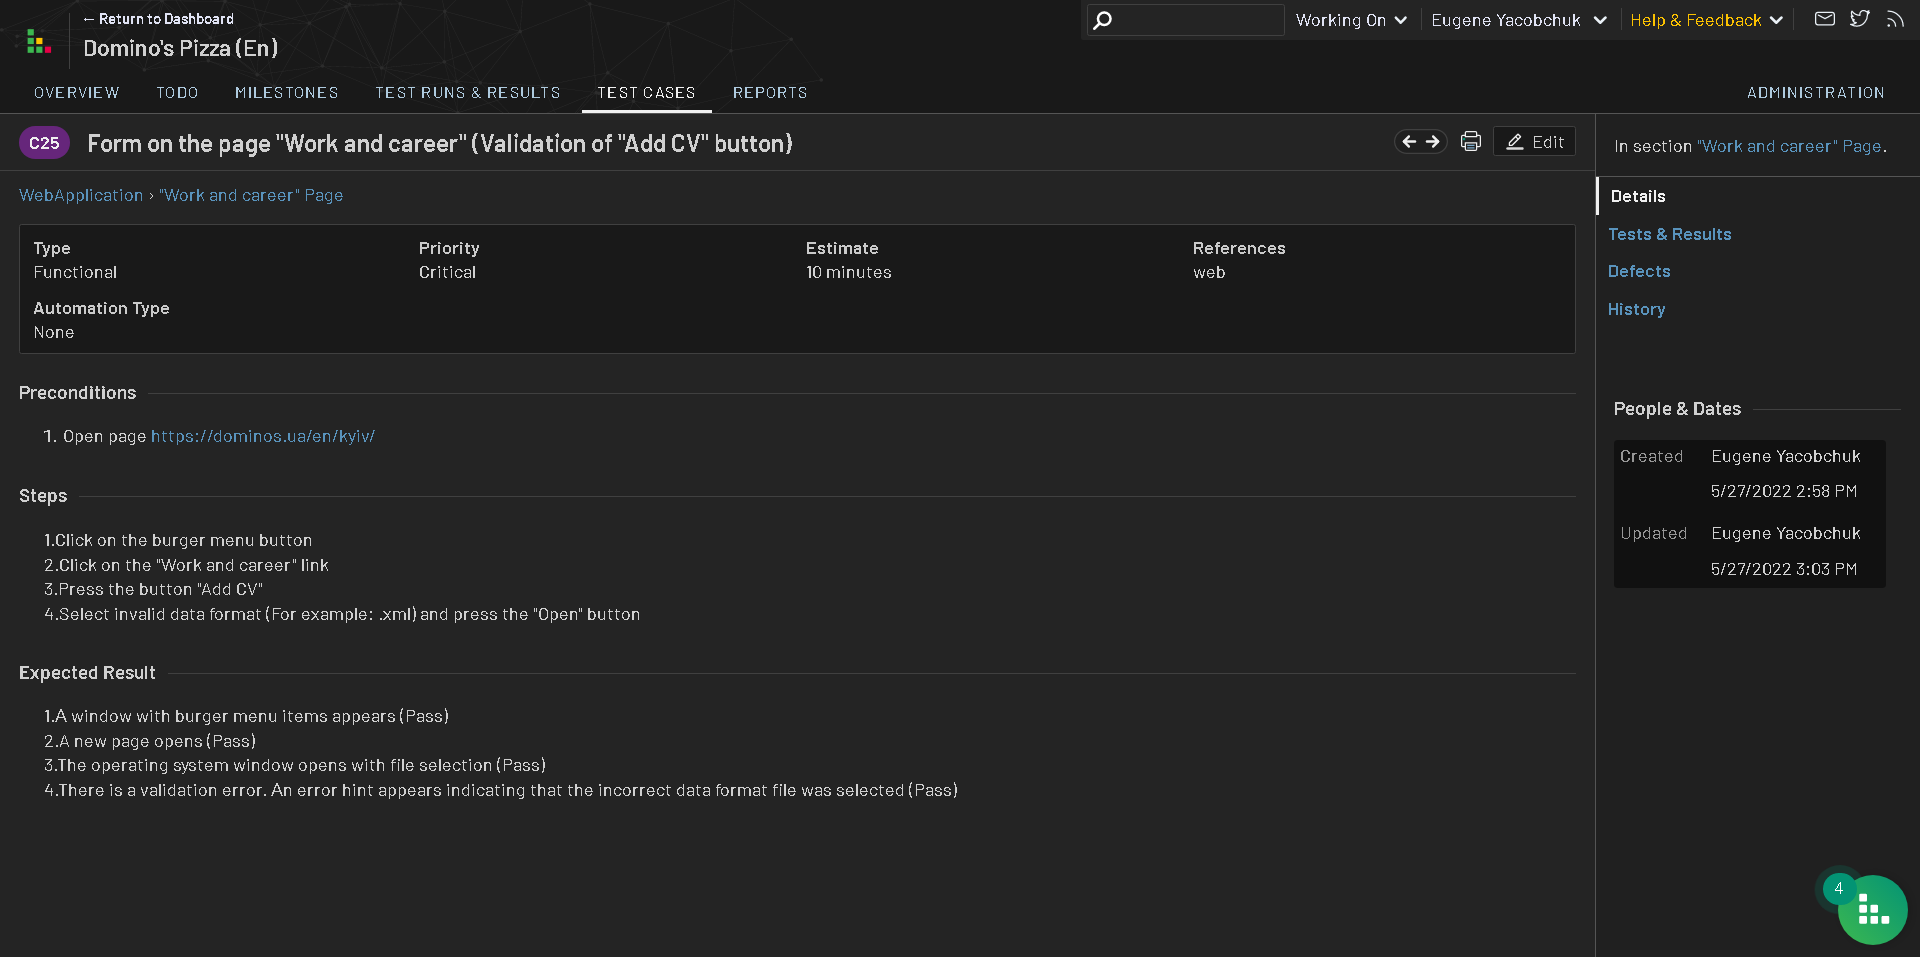 ← Return to Dashboard
Domino's Pizza (En)
Working On
Eugene Yacobchuk
Help & Feedback
OVERVIEW TODO MILESTONES TEST RUNS & RESULTS TEST CASES REPORTS ADMINISTRATION
C25 Form on the page "Work and career" (Validation of "Add CV" button)
Edit
WebApplication › "Work and career" Page
Type Priority Estimate References
Functional Critical 10 minutes web
Automation Type
None
Preconditions
1. Open page https://dominos.ua/en/kyiv/
Steps
1.Click on the burger menu button
2.Click on the "Work and career" link
3.Press the button "Add CV"
4.Select invalid data format (For example: .xml) and press the "Open" button
Expected Result
1.A window with burger menu items appears (Pass)
2.A new page opens (Pass)
3.The operating system window opens with file selection (Pass)
4.There is a validation error. An error hint appears indicating that the incorrect data format file was selected (Pass)
In section "Work and career" Page.
Details
Tests & Results
Defects
History
People & Dates
Created Eugene Yacobchuk
5/27/2022 2:58 PM
Updated Eugene Yacobchuk
5/27/2022 3:03 PM
4